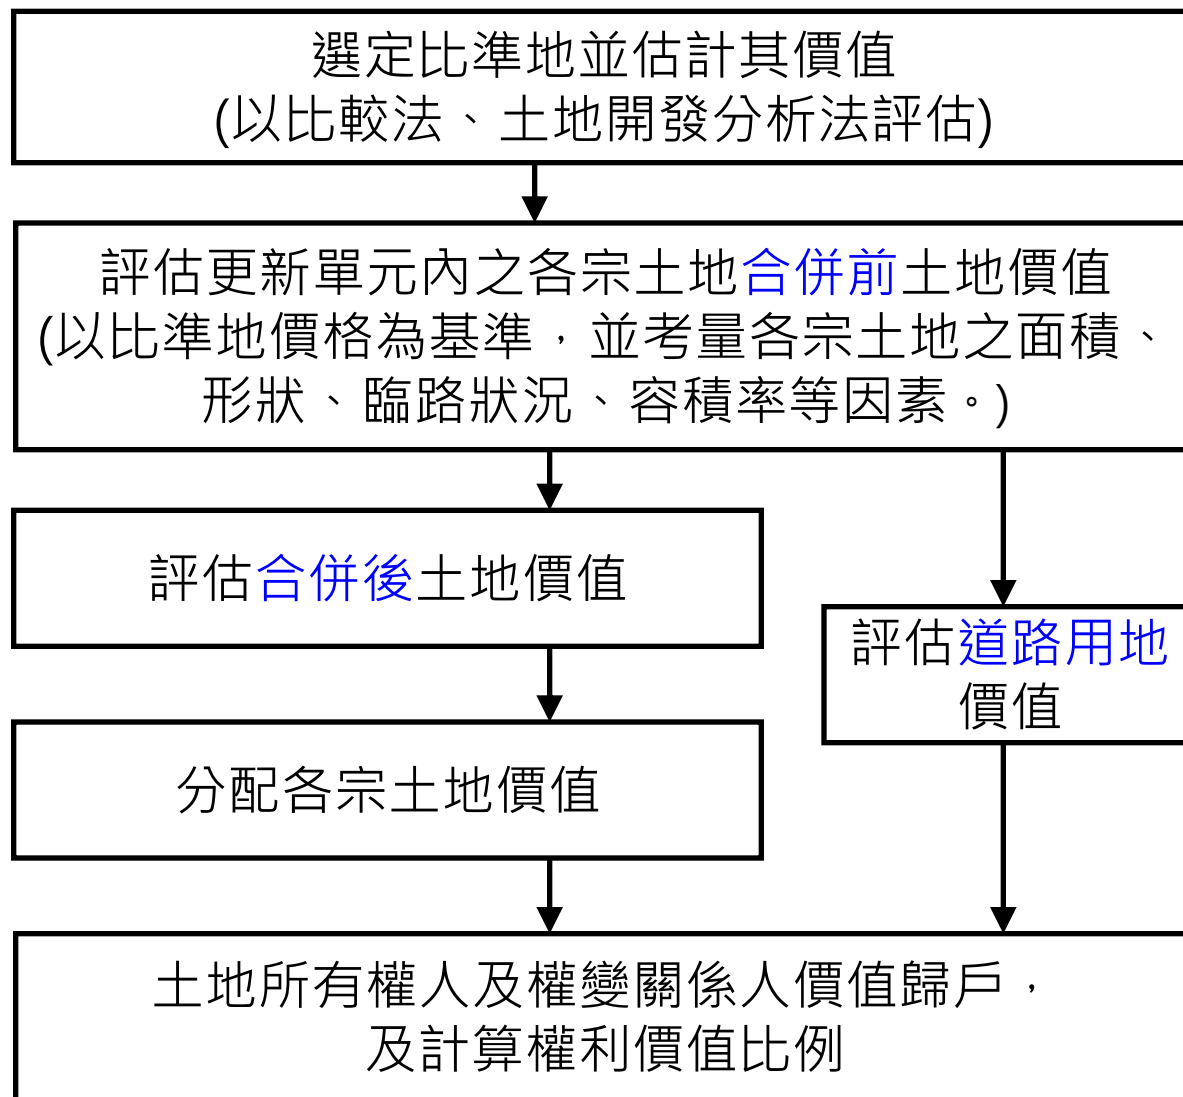 選定比準地並估計其價值
(以比較法、土地開發分析法評估)
評估更新單元內之各宗土地合併前土地價值
(以比準地價格為基準，並考量各宗土地之面積、
形狀、臨路狀況、容積率等因素。)
評估合併後土地價值
評估道路用地
價值
分配各宗土地價值
土地所有權人及權變關係人價值歸戶，
及計算權利價值比例